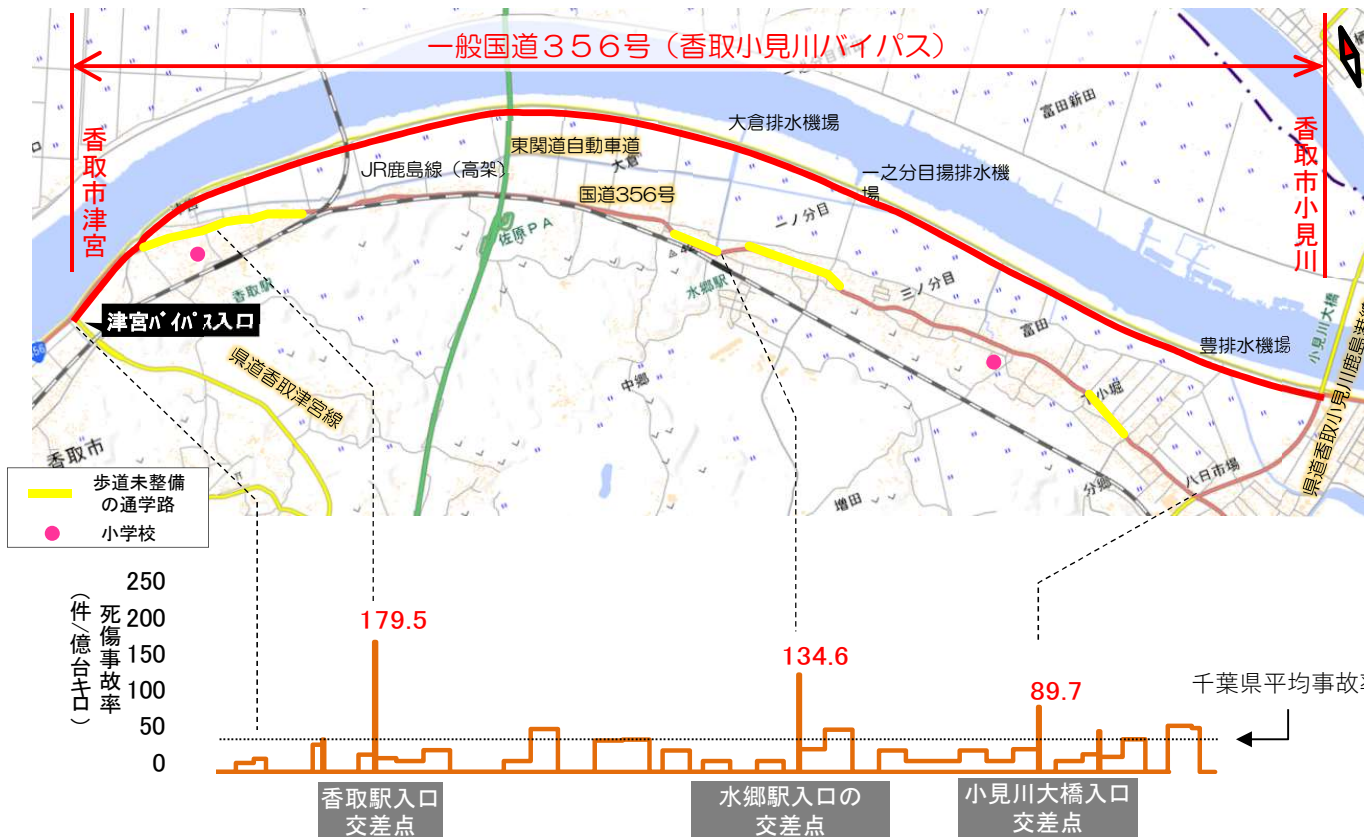 一般国道３５６号（香取小見川バイパス）
香取市津宮
香取市小見川
富田新田
大倉排水機場
東関道自動車道
大倉
JR鹿島線（高架）
一之分目揚排水機
場
国道356号
二ノ分目
佐原ＰＡ
香取駅
水郷駅
三ノ分目
富田
津宮バイパス入口
豊排水機場
小見川大橋
県道香取小見川鹿島港線
県道香取津宮線
中郷
小堀
香取市
八日市場
分郷
増田
歩道未整備
の通学路
小学校
死傷事故率
（件/億台キロ）
250
200
150
100
50
0
179.5
134.6
89.7
千葉県平均事故率
香取駅入口
交差点
水郷駅入口の
交差点
小見川大橋入口
交差点